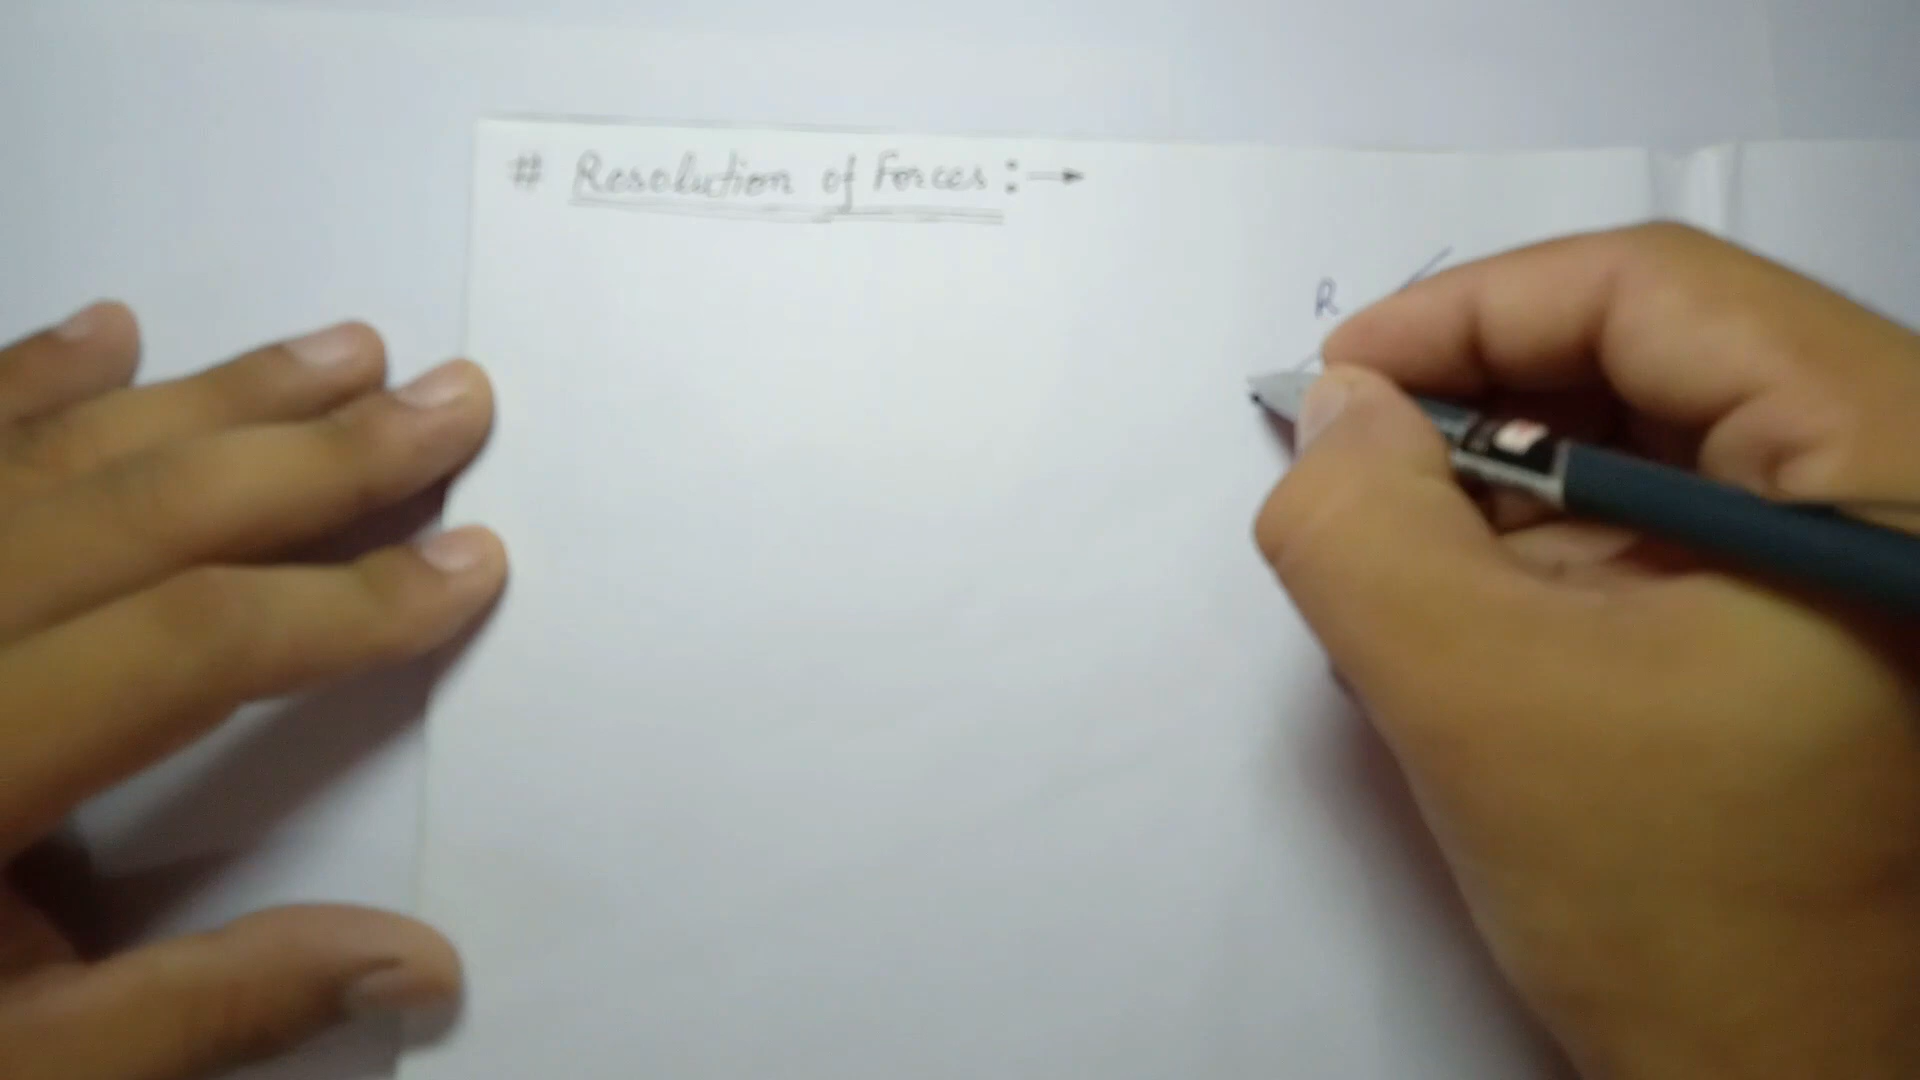 # Resolution of Forces :→
R